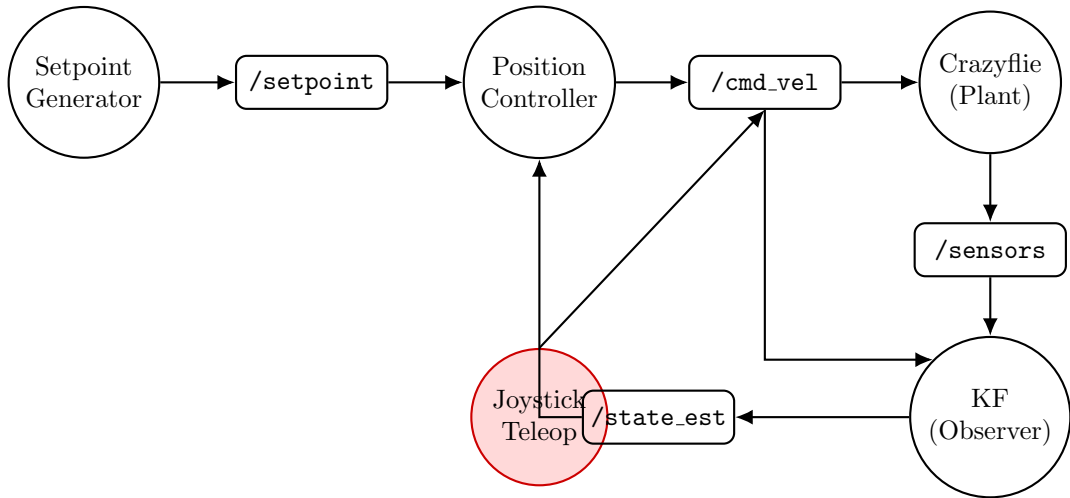 Setpoint
Generator
/setpoint
Position
Controller
/cmd_vel
Crazyflie
(Plant)
/sensors
Joystick
Teleop
/state_est
KF
(Observer)